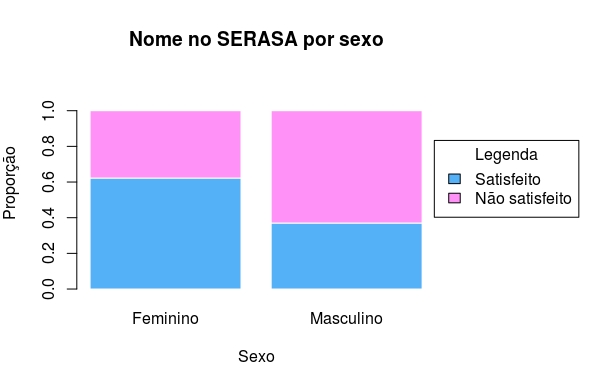 Nome no SERASA por sexo
Proporção
1.0
0.8
0.6
0.4
0.2
0.0
Feminino
Masculino
Sexo
Legenda
Satisfeito
Não satisfeito